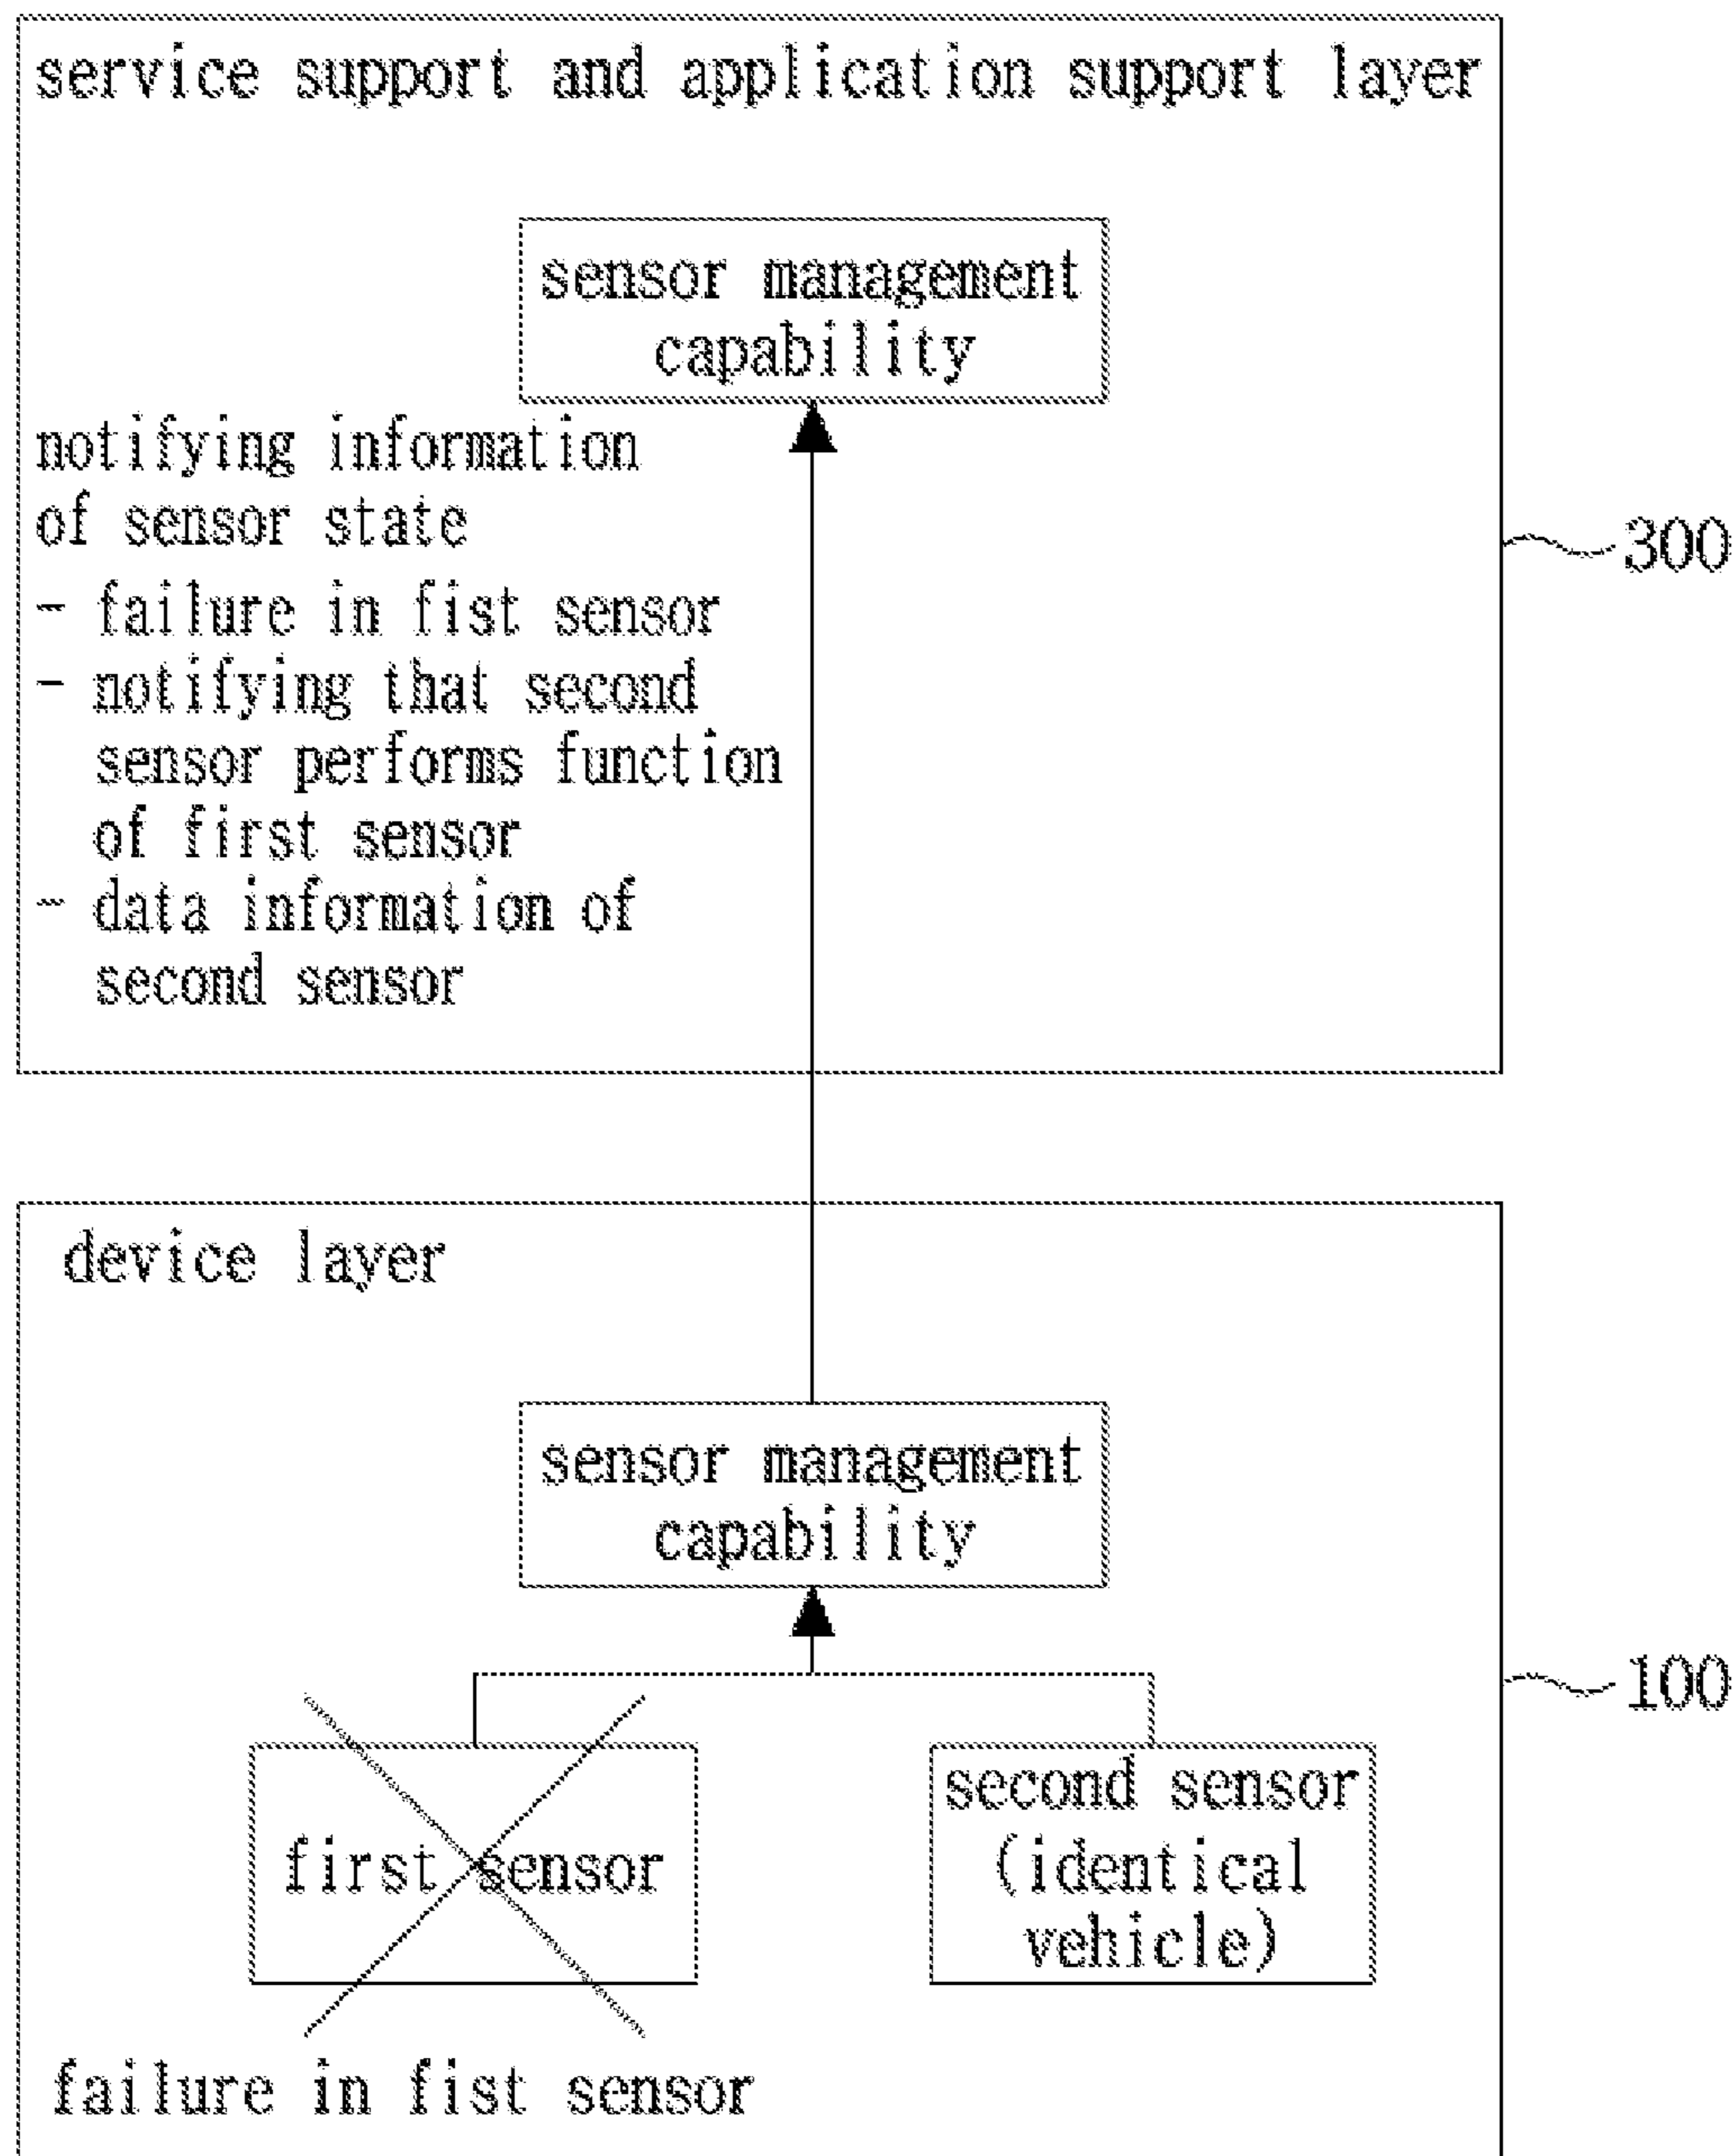 service support and application support layer
sensor management
capability
notifying information
of sensor state
- failure in fist sensor
- notifying that second
sensor performs function
of first sensor
- data information of
second sensor
300
device layer
sensor management
capability
first sensor
second sensor
(identical
vehicle)
100
failure in fist sensor